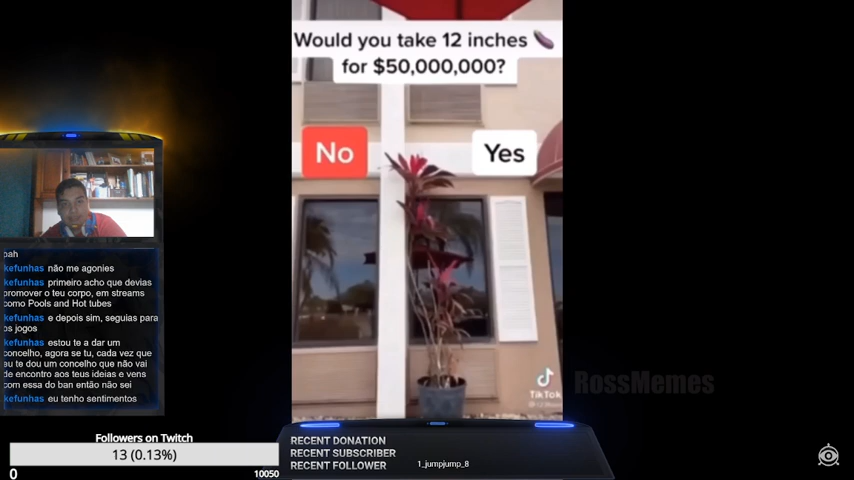 Would you take 12 inches 🍆
for $50,000,000?
No
Yes
pah
kefunhas não me agonies
kefunhas primeiro acho que devias
promover o teu corpo, em streams
como Pools and Hot tubes
kefunhas e depois sim, seguias para
os jogos
kefunhas estou te a dar um
concelho, agora se tu, cada vez que
eu te dou um concelho que não vai
de encontro aos teus ideias e vens
com essa do ban então não sei
kefunhas eu tenho sentimentos
TikTok
RossMemes
Followers on Twitch
13 (0.13%)
0
10050
RECENT DONATION
RECENT SUBSCRIBER
RECENT FOLLOWER
1_jumpjump_8